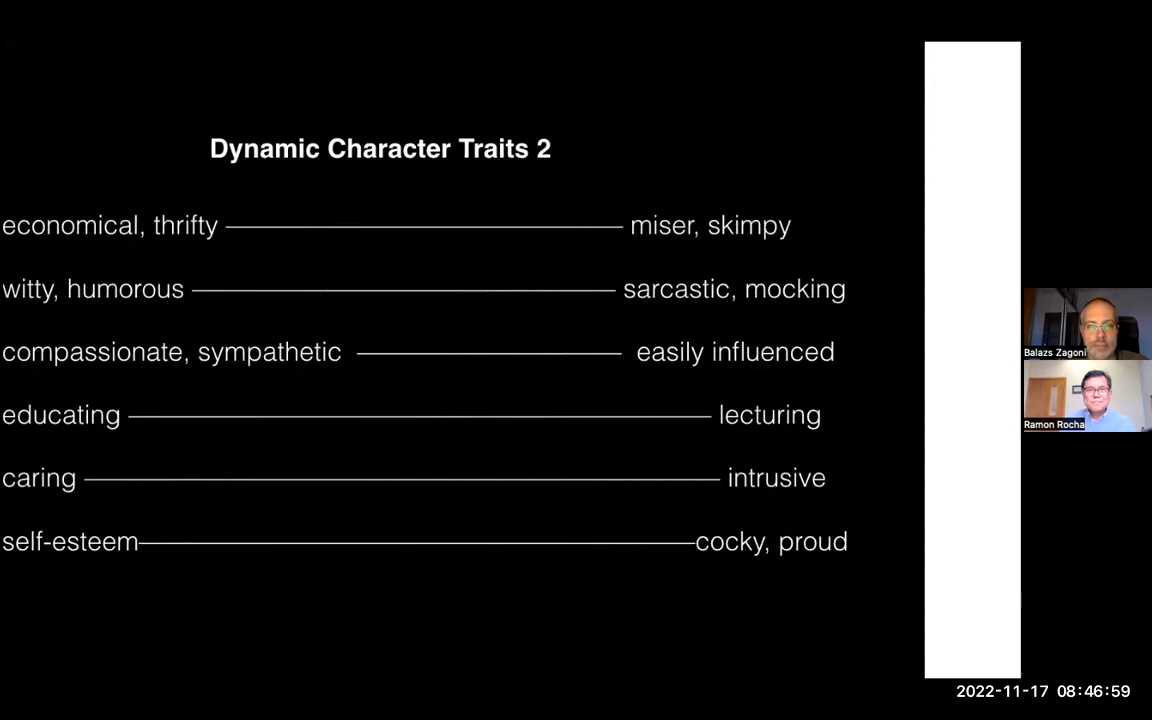 Dynamic Character Traits 2
economical, thrifty miser, skimpy
witty, humorous sarcastic, mocking
compassionate, sympathetic easily influenced
educating lecturing
caring intrusive
self-esteem cocky, proud
Balazs Zagoni
Ramon Rocha
2022-11-17 08:46:59